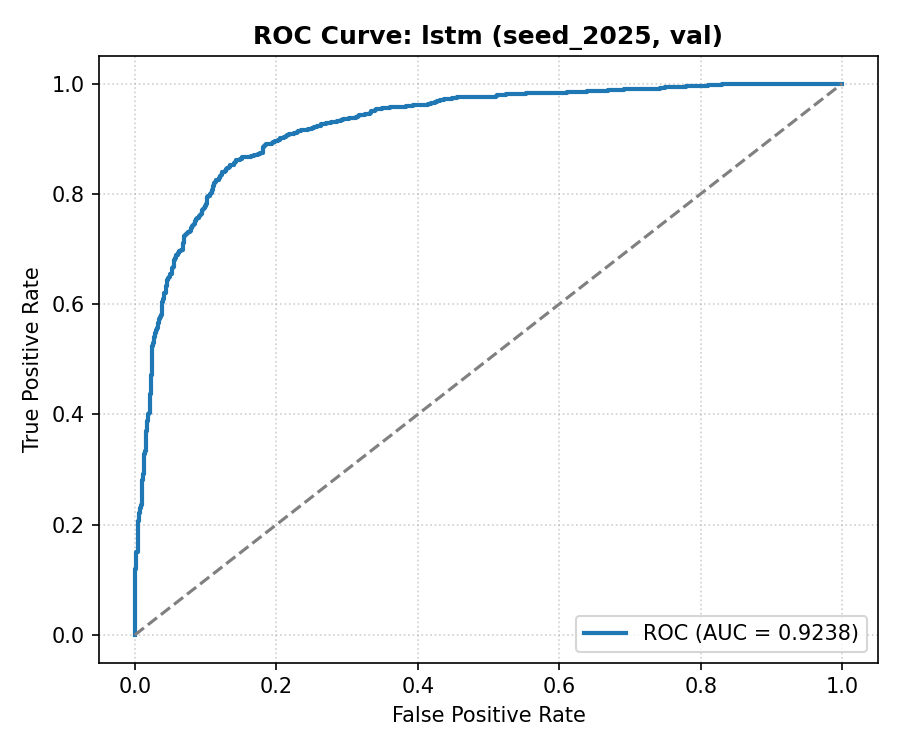 ROC Curve: lstm (seed_2025, val)
1.0
0.8
0.6
0.4
0.2
0.0
True Positive Rate
ROC (AUC = 0.9238)
0.0 0.2 0.4 0.6 0.8 1.0
False Positive Rate